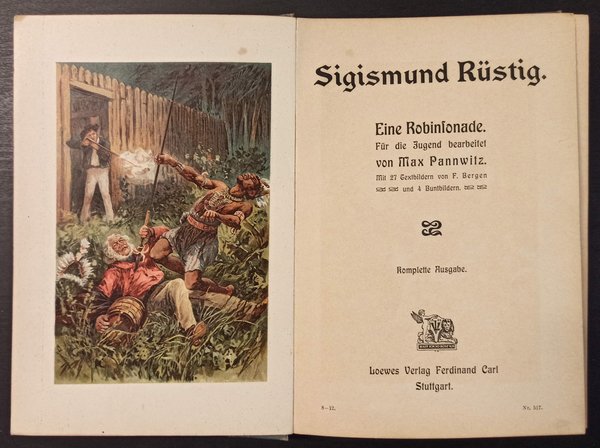 Sigismund Rüstig.
Eine Robinſonade.
Für die Jugend bearbeitet
von Max Pannwitz.
Mit 27 Textbildern von F. Bergen
und 4 Buntbildern.
Komplette Ausgabe.
Loewes Verlag Ferdinand Carl
Stuttgart.
8–12. Nr. 317.